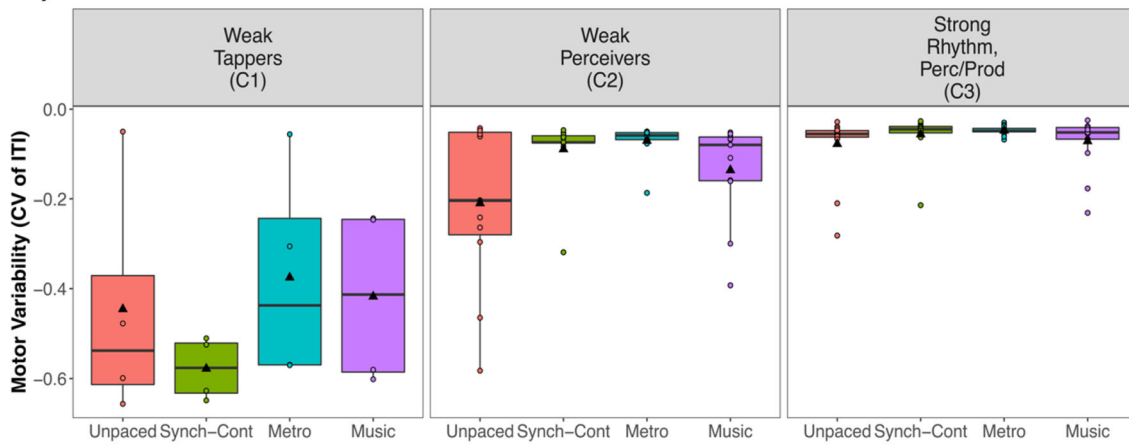 Weak
Tappers
(C1)
Weak
Perceivers
(C2)
Strong
Rhythm,
Perc/Prod
(C3)
Motor Variability (CV of ITI)
0.0
−0.2
−0.4
−0.6
Unpaced Synch−Cont Metro Music
Unpaced Synch−Cont Metro Music
Unpaced Synch−Cont Metro Music